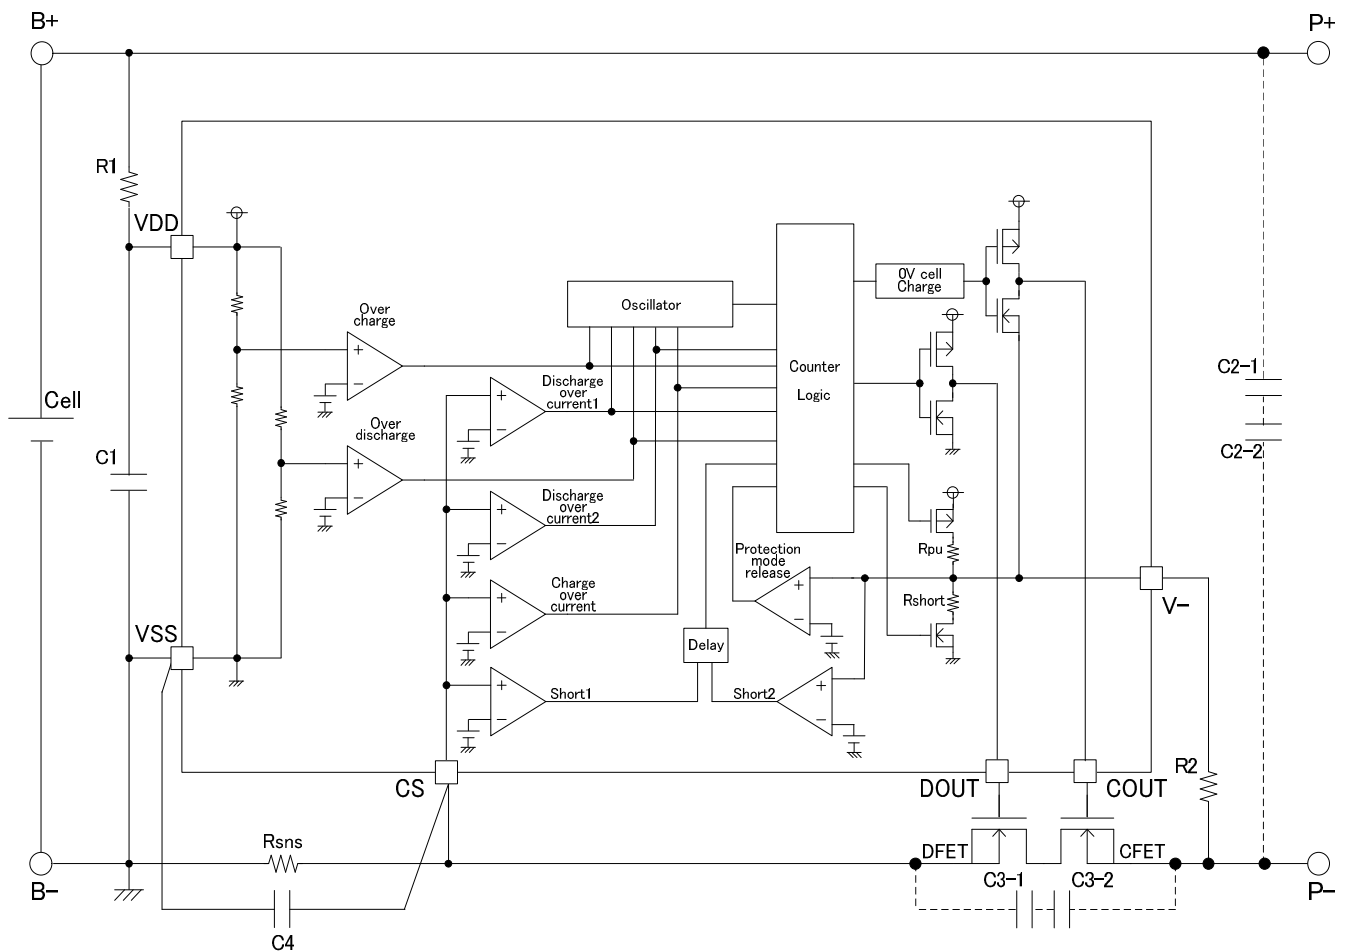 B+
P+
R1
VDD
0V cell
Charge
Oscillator
Over
charge
+
−
Counter
Logic
C2-1
C2-2
Cell
Discharge
over
current1
+
−
Over
discharge
+
−
C1
Discharge
over
current2
+
−
Protection
mode
release
+
−
Rpu
Rshort
V-
Charge
over
current
+
−
VSS
Delay
Short1
+
−
Short2
+
−
CS
DOUT
COUT
R2
Rsns
DFET
CFET
C3-1
C3-2
B-
P-
C4